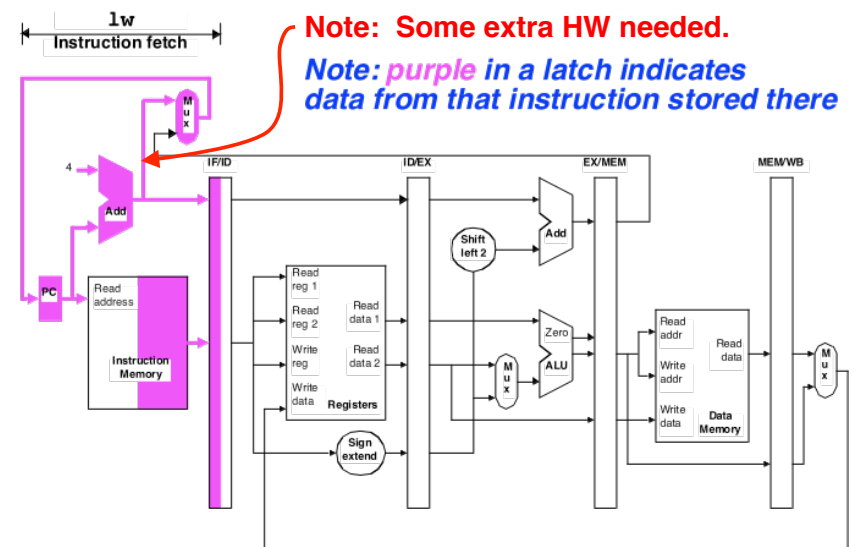 lw
Instruction fetch
Note: Some extra HW needed.
Note: purple in a latch indicates
data from that instruction stored there
M
u
x
4
Add
IF/ID
ID/EX
EX/MEM
MEM/WB
Shift
left 2
Add
PC
Read
address
Instruction
Memory
Read
reg 1
Read
reg 2
Write
reg
Write
data
Read
data 1
Read
data 2
Registers
Sign
extend
M
u
x
Zero
ALU
Read
addr
Write
addr
Write
data
Read
data
Data
Memory
M
u
x